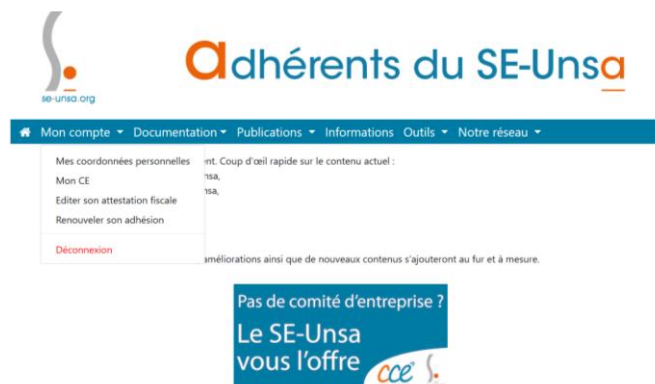 se-unsa.org
adhérents du SE-Unsa
Mon compte Documentation Publications Informations Outils Notre réseau
Mes coordonnées personnelles
Mon CE
Editer son attestation fiscale
Renouveler son adhésion
Déconnexion
nt. Coup d'œil rapide sur le contenu actuel :
nsa,
nsa,
améliorations ainsi que de nouveaux contenus s'ajouteront au fur et à mesure.
Pas de comité d'entreprise ?
Le SE-Unsa
vous l'offre
cce